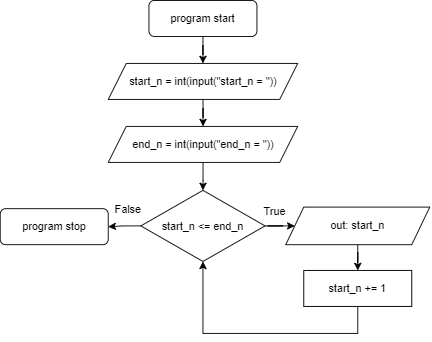 program start
start_n = int(input("start_n = "))
end_n = int(input("end_n = "))
start_n <= end_n
False
program stop
True
out: start_n
start_n += 1